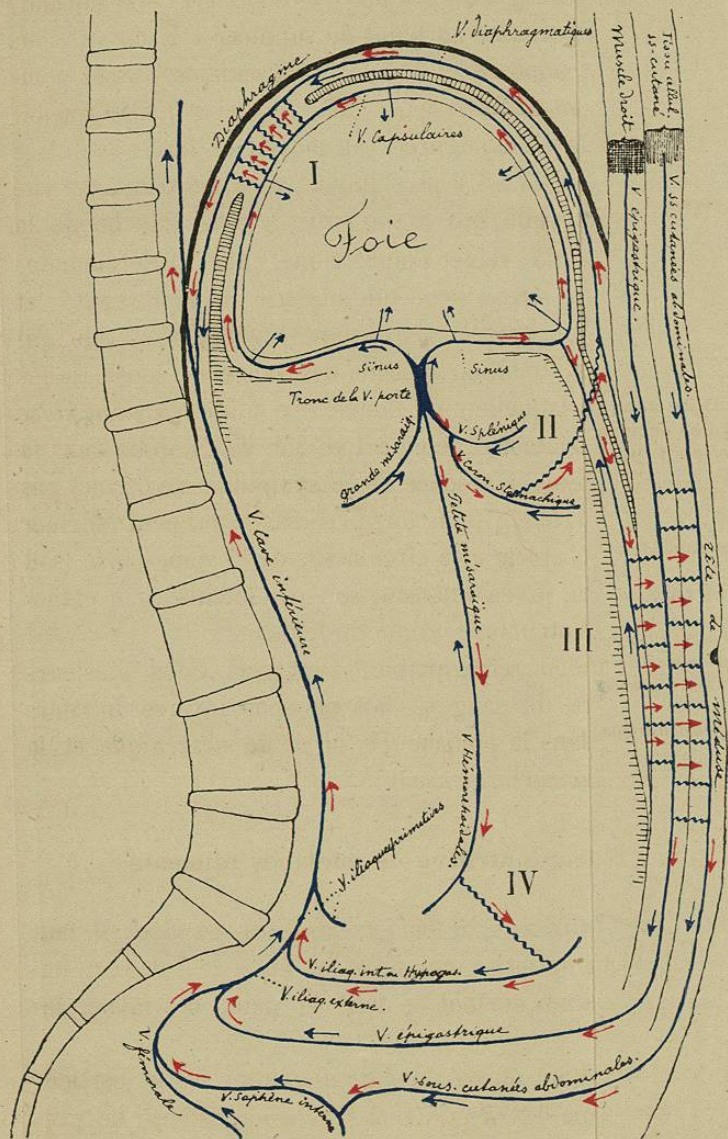 V. diaphragmatiques
Diaphragme
Muscle droit
Tissu cellul.
ss-cutané
V. Capsulaires
I
Foie
V. épigastrique.
V. ss cutanées abdominales.
Sinus
Sinus
Tronc de la V. porte
V. Splénique
II
grande mésaraiq.
V. Coron. Stomachique
Petite mésaraïque
V. Cave inférieure
tête de méduse
III
V. Hémorrhoïdales.
V. iliaques primitives
IV
V. iliaq. int. ou Hypogas.
V. iliaq. externe.
V. épigastrique
V. fémorale
V. Sous. cutanées abdominales.
V. Saphène interne